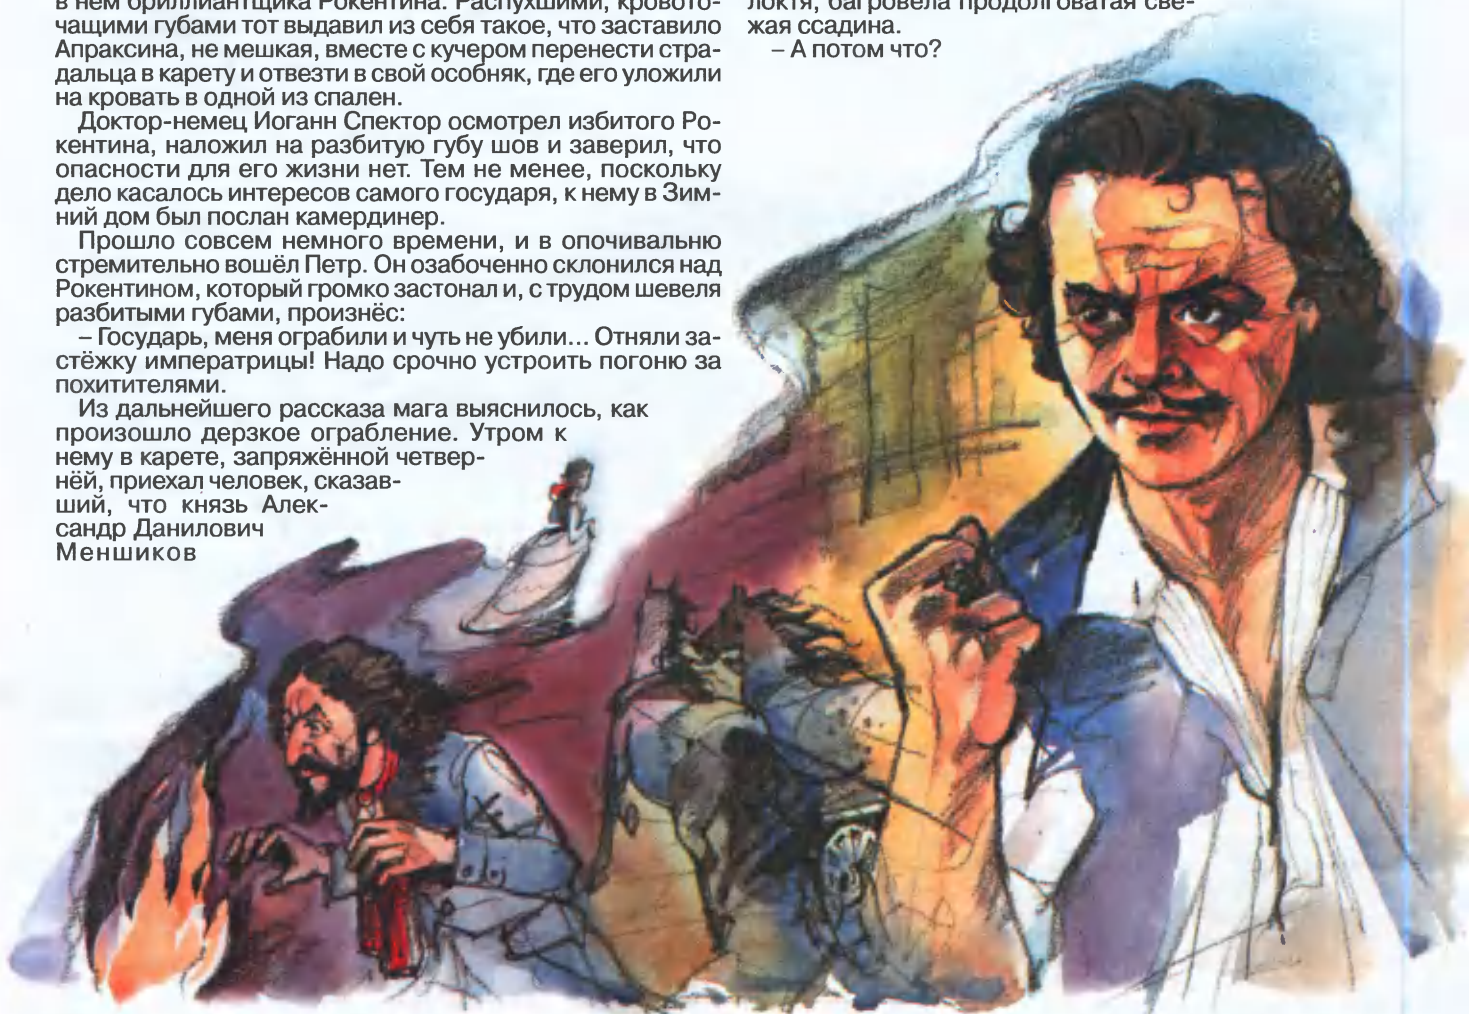 в нём бриллиантщика Рокентина. Распухшими, кровото-
чащими губами тот выдавил из себя такое, что заставило
Апраксина, не мешкая, вместе с кучером перенести стра-
дальца в карету и отвезти в свой особняк, где его уложили
на кровать в одной из спален.
Доктор-немец Иоганн Спектор осмотрел избитого Ро-
кентина, наложил на разбитую губу шов и заверил, что
опасности для его жизни нет. Тем не менее, поскольку
дело касалось интересов самого государя, к нему в Зим-
ний дом был послан камердинер.
Прошло совсем немного времени, и в опочивальню
стремительно вошёл Петр. Он озабоченно склонился над
Рокентином, который громко застонал и, с трудом шевеля
разбитыми губами, произнёс:
– Государь, меня ограбили и чуть не убили... Отняли за-
стёжку императрицы! Надо срочно устроить погоню за
похитителями.
Из дальнейшего рассказа мага выяснилось, как
произошло дерзкое ограбление. Утром к
нему в карете, запряжённой четвер-
нёй, приехал человек, сказав-
ший, что князь Алек-
сандр Данилович
Меншиков
локтя, багровела продолговатая све-
жая ссадина.
– А потом что?